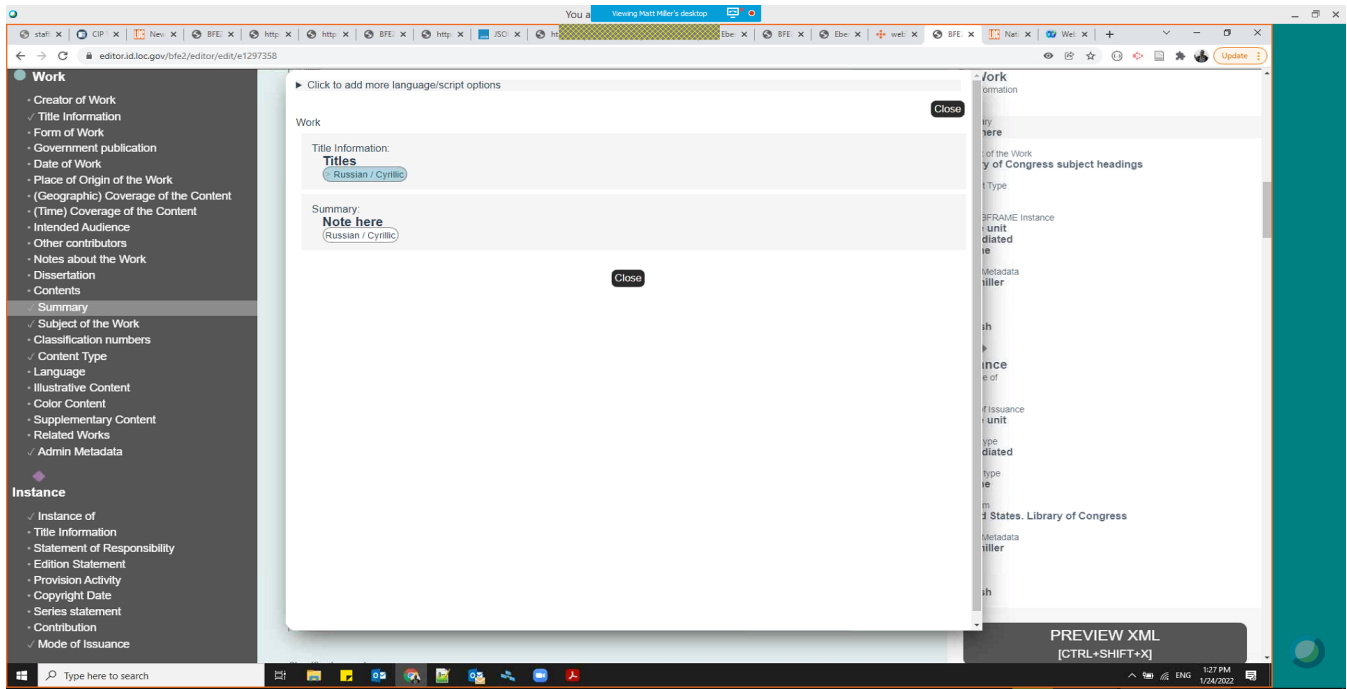 You a
Viewing Matt Miller's desktop
staff
CIP
Nev
BFE
http
http
BFE
http
JSO
ht
Ebe
BFE
Ebe
web
BFE
Nati
Wel
editor.id.loc.gov/bfe2/editor/edit/e1297358
Update
Work
Creator of Work
✓ Title Information
Form of Work
Government publication
Date of Work
Place of Origin of the Work
(Geographic) Coverage of the Content
(Time) Coverage of the Content
Intended Audience
Other contributors
Notes about the Work
Dissertation
Contents
✓ Summary
✓ Subject of the Work
Classification numbers
✓ Content Type
Language
Illustrative Content
Color Content
Supplementary Content
Related Works
✓ Admin Metadata
Instance
✓ Instance of
Title Information
Statement of Responsibility
Edition Statement
Provision Activity
Copyright Date
Series statement
Contribution
✓ Mode of Issuance
▶ Click to add more language/script options
Close
Work
Title Information:
Titles
Russian / Cyrillic
Summary:
Note here
Russian / Cyrillic
Close
Work
ormation
ry
here
of the Work
y of Congress subject headings
t Type
BFRAME Instance
unit
diated
ne
Metadata
niller
sh
nce
e of
of Issuance
unit
ype
diated
type
ne
m
d States. Library of Congress
Metadata
niller
sh
PREVIEW XML
[CTRL+SHIFT+X]
Type here to search
ENG
1:27 PM
1/24/2022